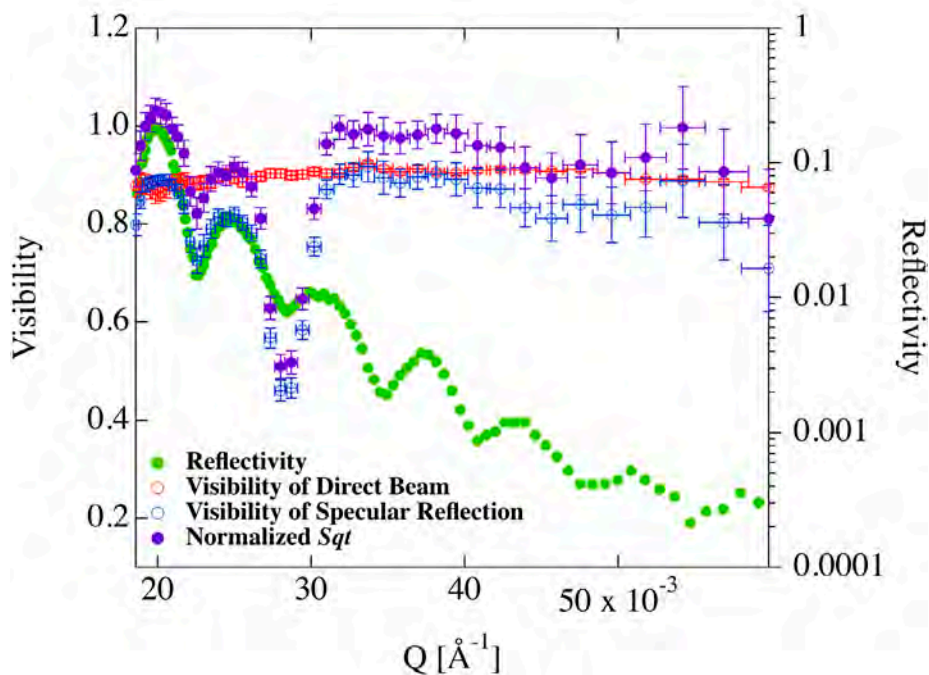 1.2
1.0
0.8
0.6
0.4
0.2
Visibility
1
0.1
0.01
0.001
0.0001
Reflectivity
Reflectivity
Visibility of Direct Beam
Visibility of Specular Reflection
Normalized Sqt
20
30
40
50 x 10⁻³
Q [Å⁻¹]